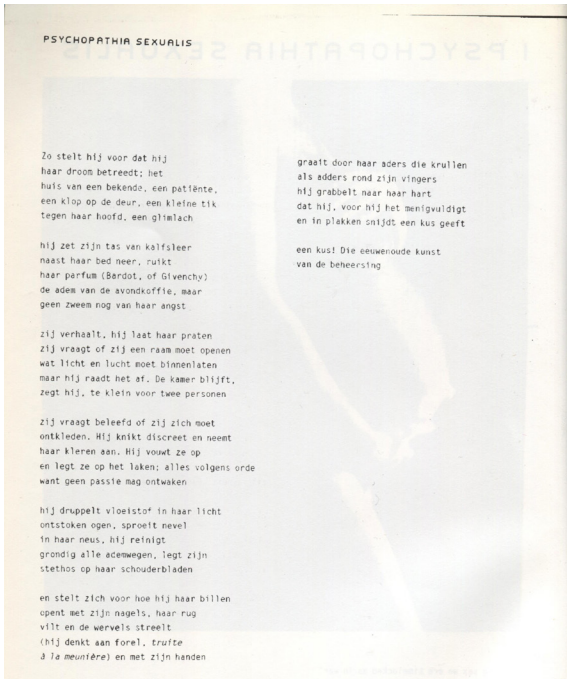 PSYCHOPATHIA SEXUALIS
Zo stelt hij voor dat hij
haar droom betreedt; het
huis van een bekende, een patiënte,
een klop op de deur, een kleine tik
tegen haar hoofd, een glimlach
hij zet zijn tas van kalfsleer
naast haar bed neer, ruikt
haar parfum (Bardot, of Givenchy)
de adem van de avondkoffie, maar
geen zweem nog van haar angst
zij verhaalt, hij laat haar praten
zij vraagt of zij een raam moet openen
wat licht en lucht moet binnenlaten
maar hij raadt het af. De kamer blijft,
zegt hij, te klein voor twee personen
zij vraagt beleefd of zij zich moet
ontkleden. Hij knikt discreet en neemt
haar kleren aan. Hij vouwt ze op
en legt ze op het laken; alles volgens orde
want geen passie mag ontwaken
hij druppelt vloeistof in haar licht
ontstoken ogen, sproeit nevel
in haar neus, hij reinigt
grondig alle ademwegen, legt zijn
stethos op haar schouderbladen
en stelt zich voor hoe hij haar billen
opent met zijn nagels, haar rug
vilt en de wervels streelt
(hij denkt aan forel, truite
à la meunière) en met zijn handen
graait door haar aders die krullen
als adders rond zijn vingers
hij grabbelt naar haar hart
dat hij, voor hij het menigvuldigt
en in plakken snijdt een kus geeft
een kus! Die eeuwenoude kunst
van de beheersing